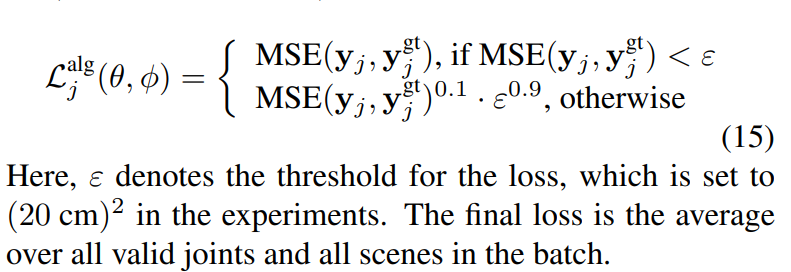 $\mathcal{L}_j^{\text{alg}}(\theta, \phi) = \begin{cases} \text{MSE}(\mathbf{y}_j, \mathbf{y}_j^{\text{gt}}), \text{ if } \text{MSE}(\mathbf{y}_j, \mathbf{y}_j^{\text{gt}}) < \varepsilon \\ \text{MSE}(\mathbf{y}_j, \mathbf{y}_j^{\text{gt}})^{0.1} \cdot \varepsilon^{0.9}, \text{ otherwise} \end{cases}$
(15)
Here, ε denotes the threshold for the loss, which is set to
(20 cm)² in the experiments. The final loss is the average
over all valid joints and all scenes in the batch.